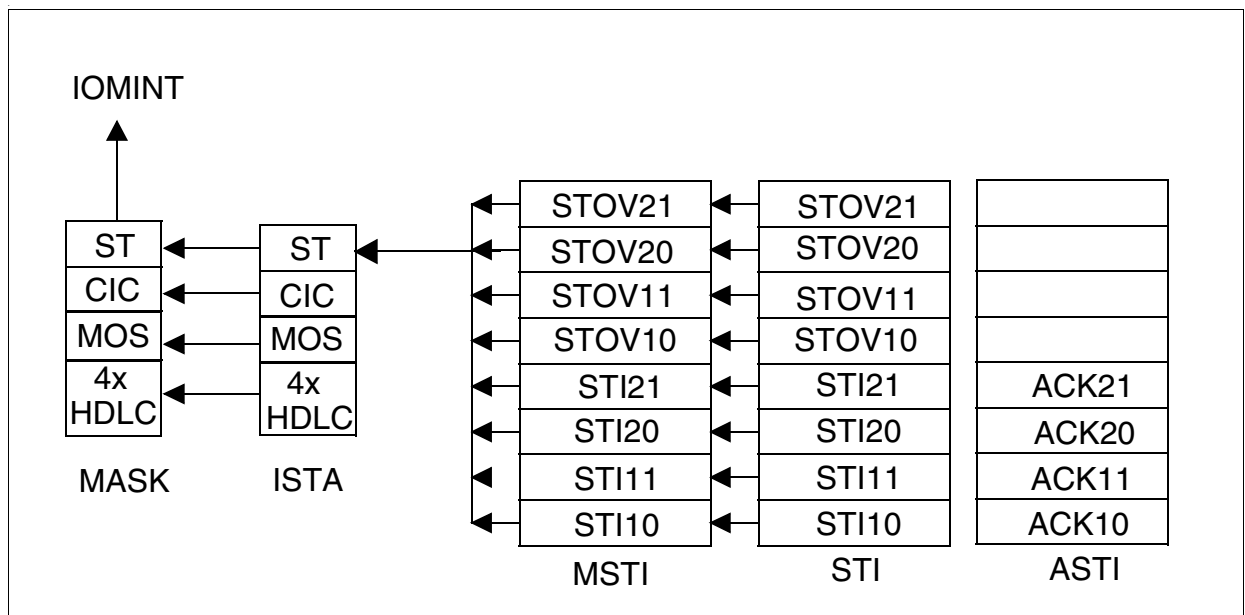 IOMINT
ST
CIC
MOS
4x
HDLC
MASK
ST
CIC
MOS
4x
HDLC
ISTA
STOV21
STOV20
STOV11
STOV10
STI21
STI20
STI11
STI10
MSTI
STOV21
STOV20
STOV11
STOV10
STI21
STI20
STI11
STI10
STI
ACK21
ACK20
ACK11
ACK10
ASTI